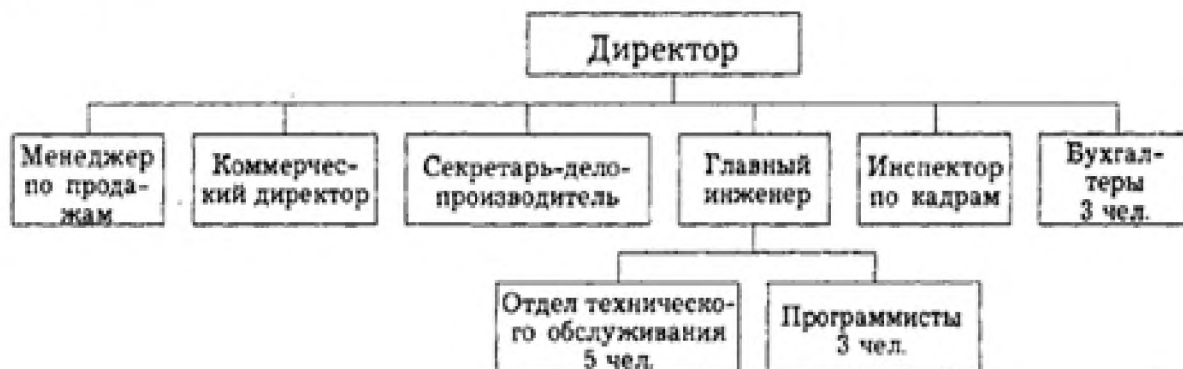 Директор
Менеджер
по прода-
жам
Коммерчес-
кий директор
Секретарь-дело-
производитель
Главный
инженер
Инспектор
по кадрам
Бухгал-
теры
3 чел.
Отдел техническо-
го обслуживания
5 чел.
Программисты
3 чел.